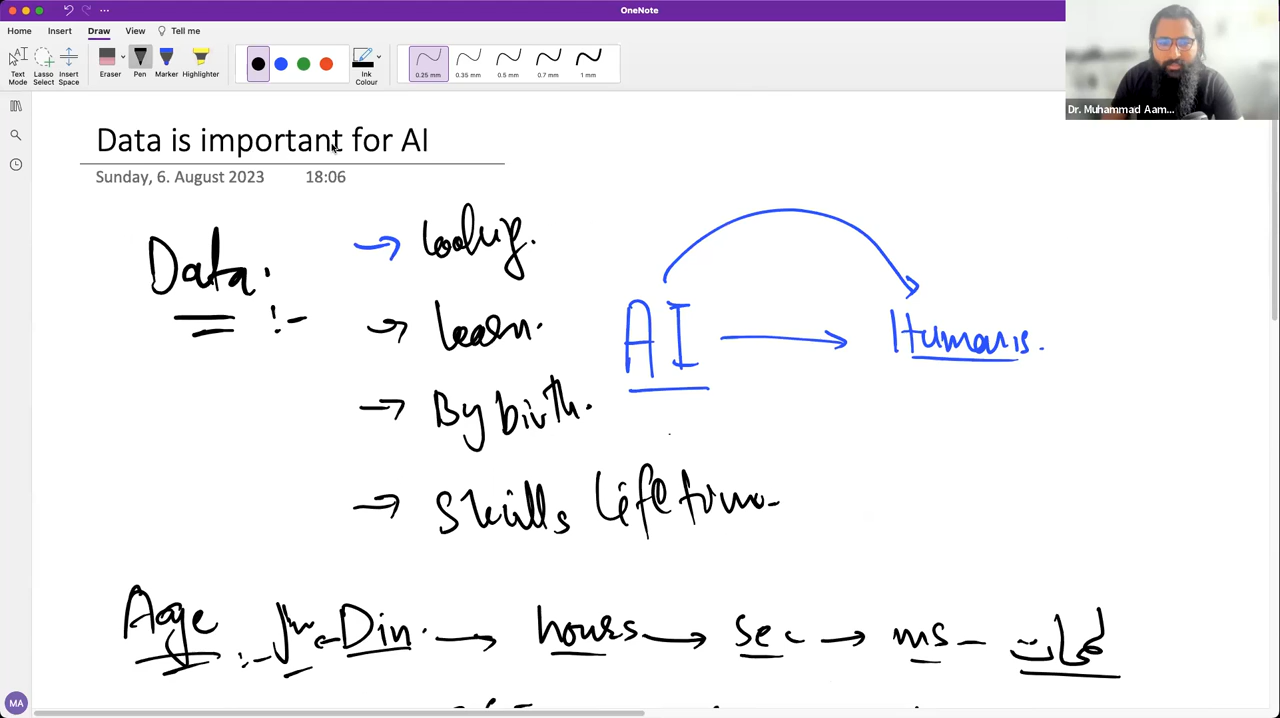 OneNote
Home Insert Draw View Tell me
Text Mode
Lasso Select
Insert Space
Eraser
Pen
Marker
Highlighter
Ink Colour
0.25 mm
0.35 mm
0.5 mm
0.7 mm
1 mm
Dr. Muhammad Aam...
Data is important for AI
Sunday, 6. August 2023 18:06
Data. :-
→ Looking.
→ learn.
→ By birth.
→ Skills Lifetime
AI → Humans.
Age :- سال ← Din. → hours → sec → ms – لمحات
MA